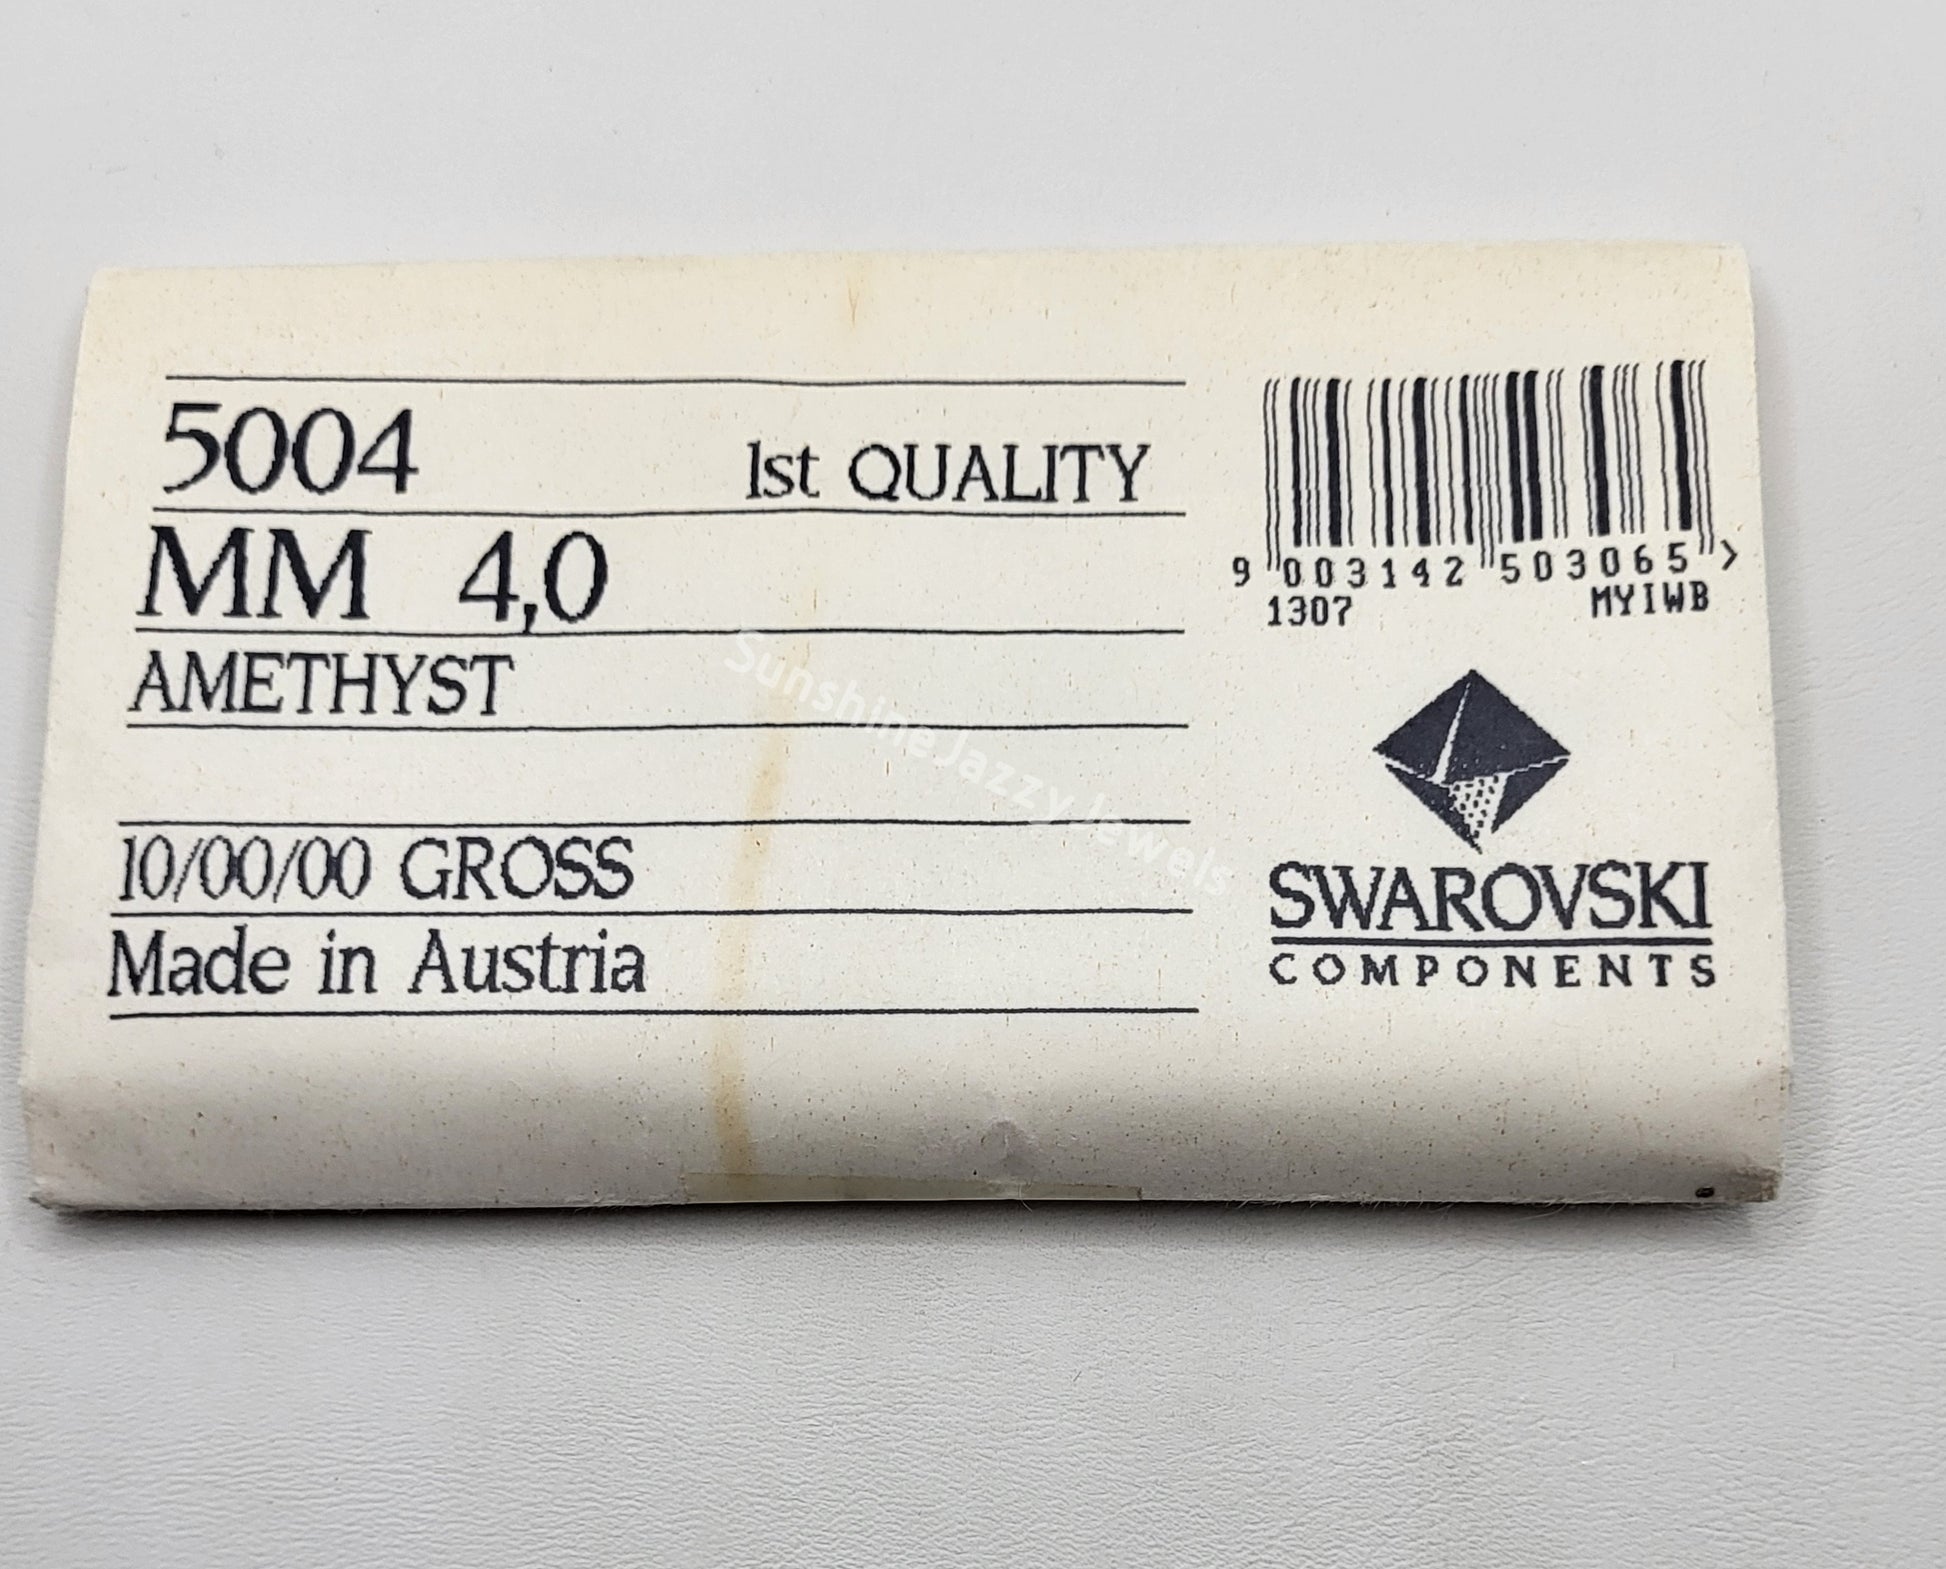 5004 1st QUALITY
MM 4,0
AMETHYST
10/00/00 GROSS
Made in Austria
9 003142 503065 >
1307 MYIWB
SWAROVSKI
COMPONENTS
SunshineJazzyJewels